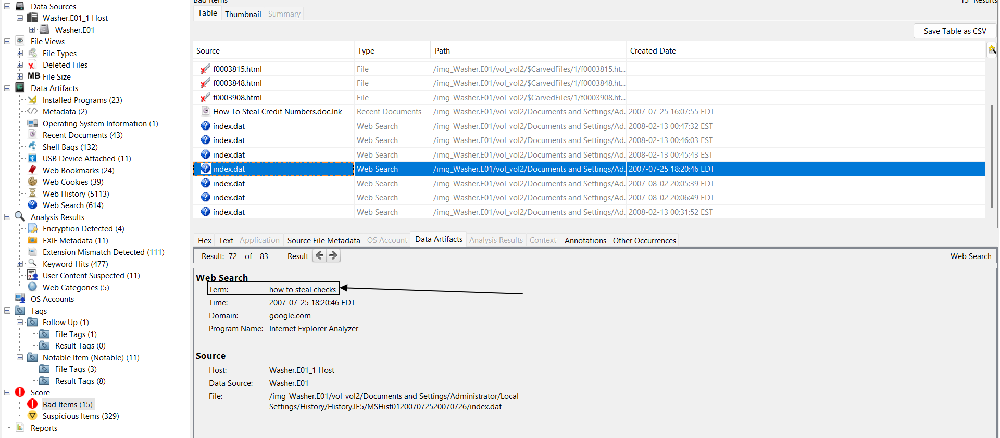 Data Sources
Washer.E01_1 Host
Washer.E01
File Views
File Types
Deleted Files
MB File Size
Data Artifacts
Installed Programs (23)
Metadata (2)
Operating System Information (1)
Recent Documents (43)
Shell Bags (132)
USB Device Attached (11)
Web Bookmarks (24)
Web Cookies (39)
Web History (5113)
Web Search (614)
Analysis Results
Encryption Detected (4)
EXIF Metadata (11)
Extension Mismatch Detected (111)
Keyword Hits (477)
User Content Suspected (11)
Web Categories (5)
OS Accounts
Tags
Follow Up (1)
File Tags (1)
Result Tags (0)
Notable Item (Notable) (11)
File Tags (3)
Result Tags (8)
Score
Bad Items (15)
Suspicious Items (329)
Reports
Bad Items 15 Results
Table Thumbnail Summary
Save Table as CSV
Source Type Path Created Date
f0003815.html File /img_Washer.E01/vol_vol2/$CarvedFiles/1/f0003815.ht...
f0003848.html File /img_Washer.E01/vol_vol2/$CarvedFiles/1/f0003848.ht...
f0003908.html File /img_Washer.E01/vol_vol2/$CarvedFiles/1/f0003908.ht...
How To Steal Credit Numbers.doc.lnk Recent Documents /img_Washer.E01/vol_vol2/Documents and Settings/Ad... 2007-07-25 16:07:55 EDT
index.dat Web Search /img_Washer.E01/vol_vol2/Documents and Settings/Ad... 2008-02-13 00:47:32 EST
index.dat Web Search /img_Washer.E01/vol_vol2/Documents and Settings/Ad... 2008-02-13 00:46:03 EST
index.dat Web Search /img_Washer.E01/vol_vol2/Documents and Settings/Ad... 2008-02-13 00:45:43 EST
index.dat Web Search /img_Washer.E01/vol_vol2/Documents and Settings/Ad... 2007-07-25 18:20:46 EDT
index.dat Web Search /img_Washer.E01/vol_vol2/Documents and Settings/Ad... 2007-08-02 20:05:39 EDT
index.dat Web Search /img_Washer.E01/vol_vol2/Documents and Settings/Ad... 2007-08-02 20:06:49 EDT
index.dat Web Search /img_Washer.E01/vol_vol2/Documents and Settings/Ad... 2008-02-13 00:31:52 EST
Hex Text Application Source File Metadata OS Account Data Artifacts Analysis Results Context Annotations Other Occurrences
Result: 72 of 83 Result Web Search
Web Search
Term: how to steal checks
Time: 2007-07-25 18:20:46 EDT
Domain: google.com
Program Name: Internet Explorer Analyzer
Source
Host: Washer.E01_1 Host
Data Source: Washer.E01
File: /img_Washer.E01/vol_vol2/Documents and Settings/Administrator/Local
Settings/History/History.IE5/MSHist012007072520070726/index.dat